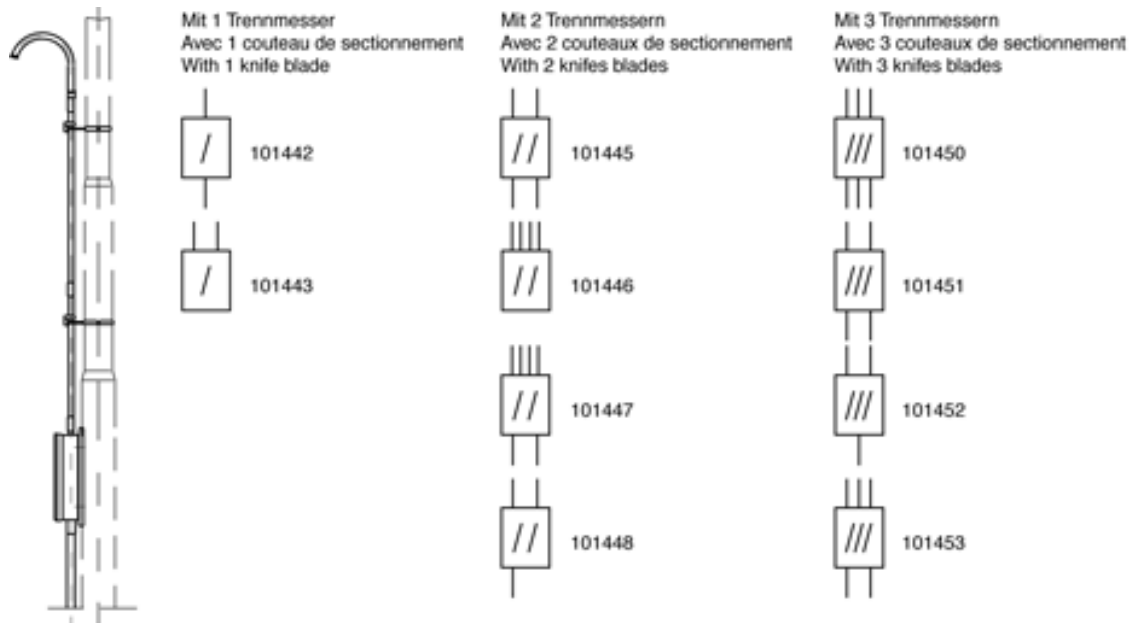 Mit 1 Trennmesser
Avec 1 couteau de sectionnement
With 1 knife blade
101442
101443
Mit 2 Trennmessern
Avec 2 couteaux de sectionnement
With 2 knifes blades
101445
101446
101447
101448
Mit 3 Trennmessern
Avec 3 couteaux de sectionnement
With 3 knifes blades
101450
101451
101452
101453